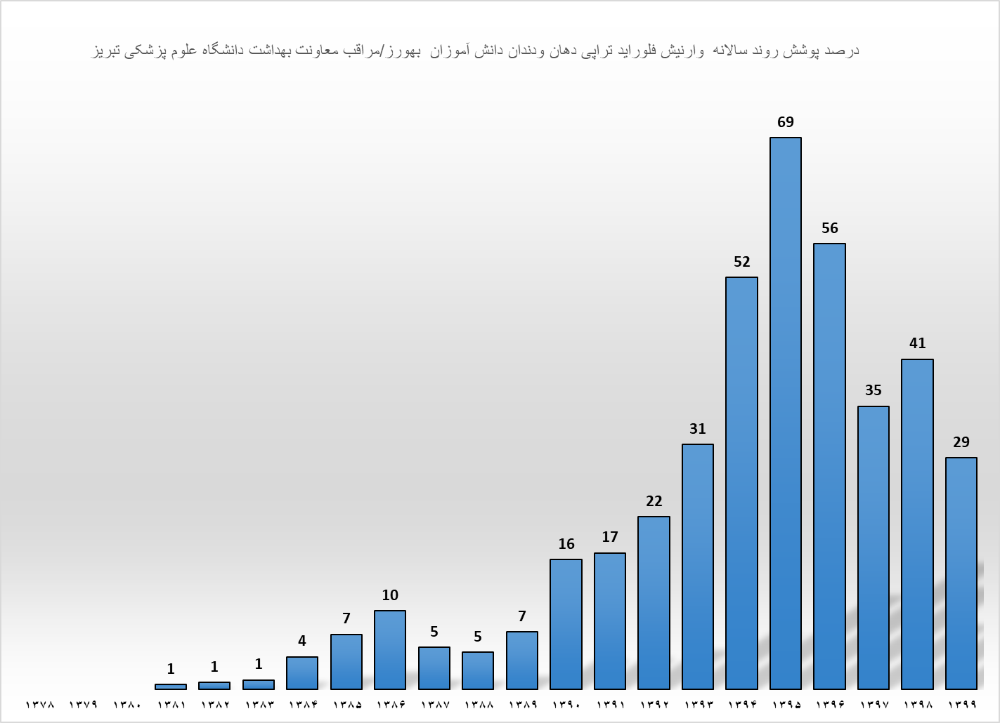 درصد پوشش روند سالانه  وارنیش فلوراید تراپی دهان ودندان دانش آموزان  بهورز/مراقب معاونت بهداشت دانشگاه علوم پزشکی تبریز
1 1 1 4 7 10 5 5 7 16 17 22 31 52 69 56 35 41 29
۱۳۷۸ ۱۳۷۹ ۱۳۸۰ ۱۳۸۱ ۱۳۸۲ ۱۳۸۳ ۱۳۸۴ ۱۳۸۵ ۱۳۸۶ ۱۳۸۷ ۱۳۸۸ ۱۳۸۹ ۱۳۹۰ ۱۳۹۱ ۱۳۹۲ ۱۳۹۳ ۱۳۹۴ ۱۳۹۵ ۱۳۹۶ ۱۳۹۷ ۱۳۹۸ ۱۳۹۹